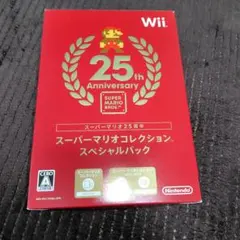 Wii
25th
Anniversary
SUPER
MARIO
BROS.
スーパーマリオ25周年
スーパーマリオコレクション
スペシャルパック
CERO
A
Nintendo